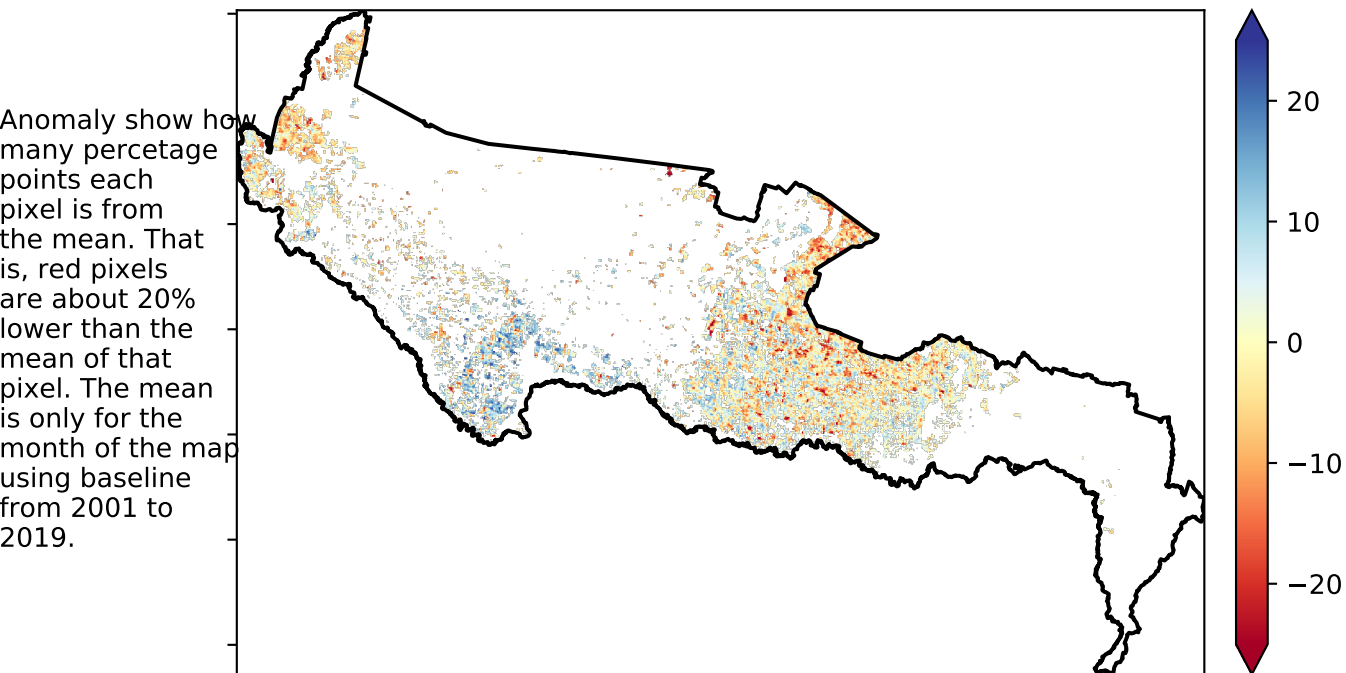 Anomaly show how
many percetage
points each
pixel is from
the mean. That
is, red pixels
are about 20%
lower than the
mean of that
pixel. The mean
is only for the
month of the map
using baseline
from 2001 to
2019.
20
10
0
−10
−20